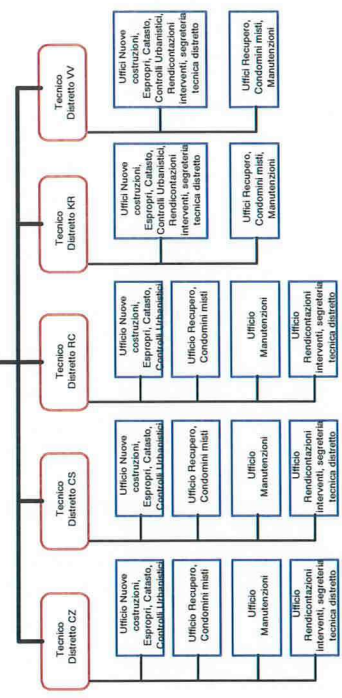 Tecnico
Distretto CZ
Ufficio Nuove
costruzioni,
Espropri, Catasto,
Controlli Urbanistici
Ufficio Recupero,
Condomini misti
Ufficio
Manutenzioni
Ufficio
Rendicontazioni
interventi, segreteria
tecnica distretto
Tecnico
Distretto CS
Ufficio Nuove
costruzioni,
Espropri, Catasto,
Controlli Urbanistici
Ufficio Recupero,
Condomini misti
Ufficio
Manutenzioni
Ufficio
Rendicontazioni
interventi, segreteria
tecnica distretto
Tecnico
Distretto RC
Ufficio Nuove
costruzioni,
Espropri, Catasto,
Controlli Urbanistici
Ufficio Recupero,
Condomini misti
Ufficio
Manutenzioni
Ufficio
Rendicontazioni
interventi, segreteria
tecnica distretto
Tecnico
Distretto KR
Uffici Nuove
costruzioni,
Espropri, Catasto,
Controlli Urbanistici,
Rendicontazioni
interventi, segreteria
tecnica distretto
Uffici Recupero,
Condomini misti,
Manutenzioni
Tecnico
Distretto VV
Uffici Nuove
costruzioni,
Espropri, Catasto,
Controlli Urbanistici,
Rendicontazioni
interventi, segreteria
tecnica distretto
Uffici Recupero,
Condomini misti,
Manutenzioni